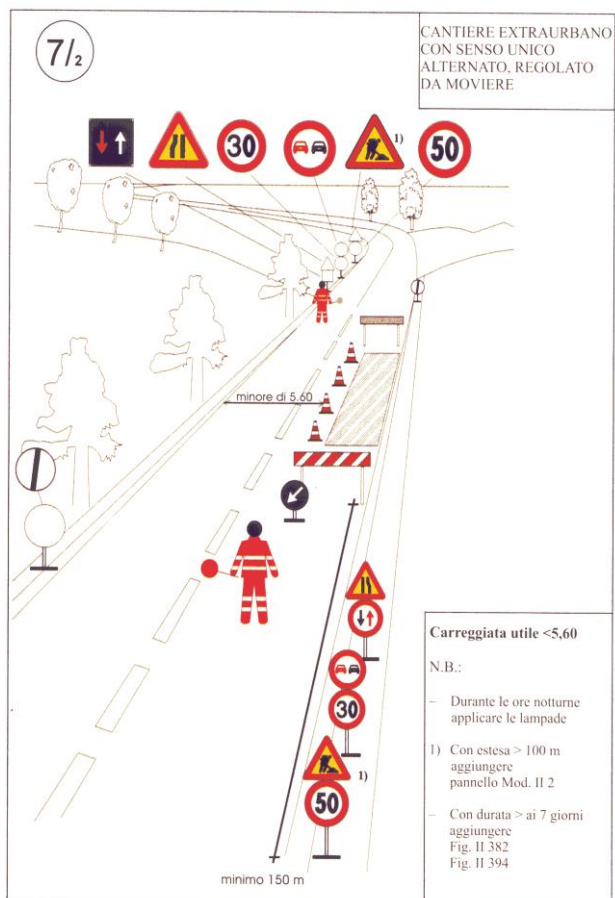 7/2
CANTIERE EXTRAURBANO
CON SENSO UNICO
ALTERNATO, REGOLATO
DA MOVIERE
30
1)
50
minore di 5.60
30
1)
50
minimo 150 m
Carreggiata utile <5,60
N.B.:
– Durante le ore notturne
applicare le lampade
1) Con estesa > 100 m
aggiungere
pannello Mod. II 2
– Con durata > ai 7 giorni
aggiungere
Fig. II 382
Fig. II 394